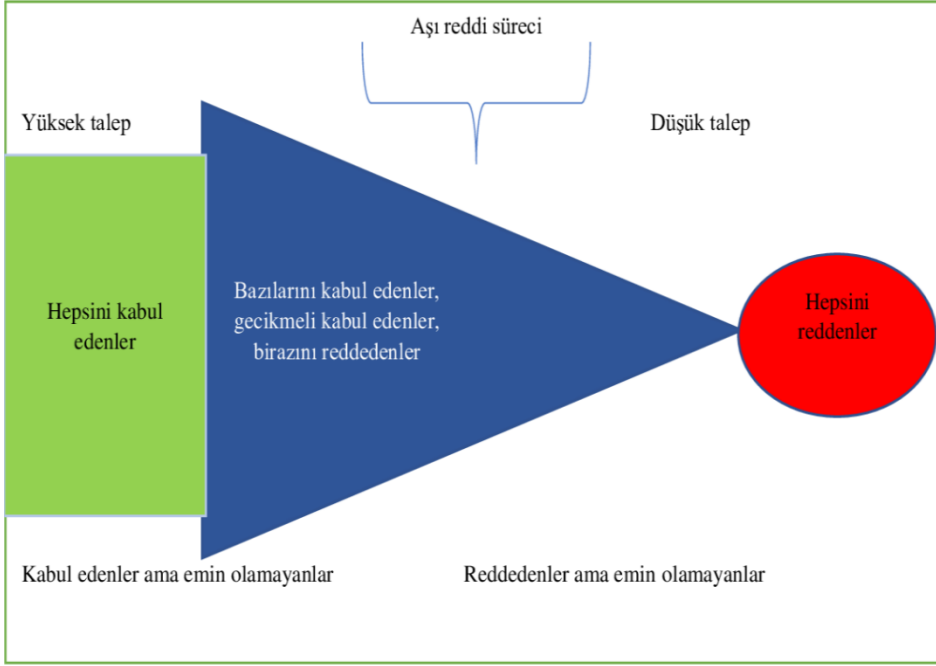 Aşı reddi süreci
Yüksek talep
Düşük talep
Hepsini kabul
edenler
Bazılarını kabul edenler,
gecikmeli kabul edenler,
birazını reddedenler
Hepsini
reddenler
Kabul edenler ama emin olamayanlar
Reddedenler ama emin olamayanlar